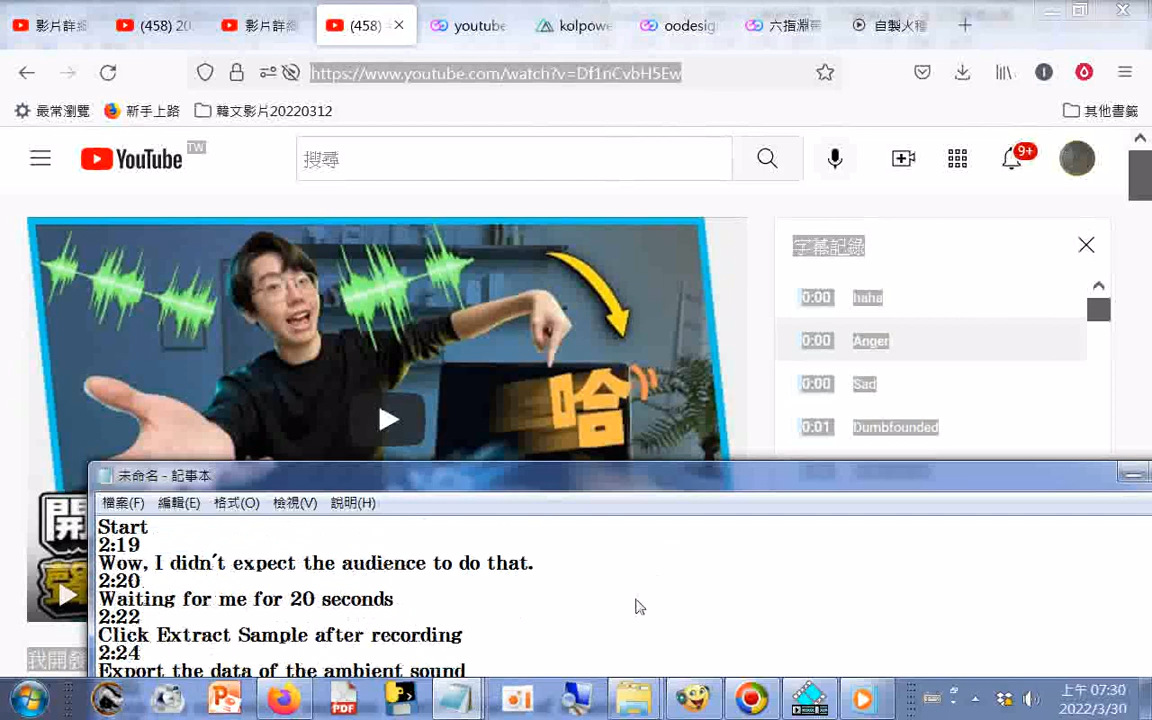 影片詳細
(458) 20
影片詳細
(458)
youtube
kolpowe
oodesig
六指淵
自製火種
https://www.youtube.com/watch?v=Df1nCvbH5Ew
最常瀏覽
新手上路
韓文影片20220312
其他書籤
YouTube
TW
搜尋
9+
哈
字幕記錄
0:00 haha
0:00 Anger
0:00 Sad
0:01 Dumbfounded
開
聲
我開發
未命名 - 記事本
檔案(F) 編輯(E) 格式(O) 檢視(V) 說明(H)
Start
2:19
Wow, I didn't expect the audience to do that.
2:20
Waiting for me for 20 seconds
2:22
Click Extract Sample after recording
2:24
Export the data of the ambient sound
PDF
上午 07:30
2022/3/30